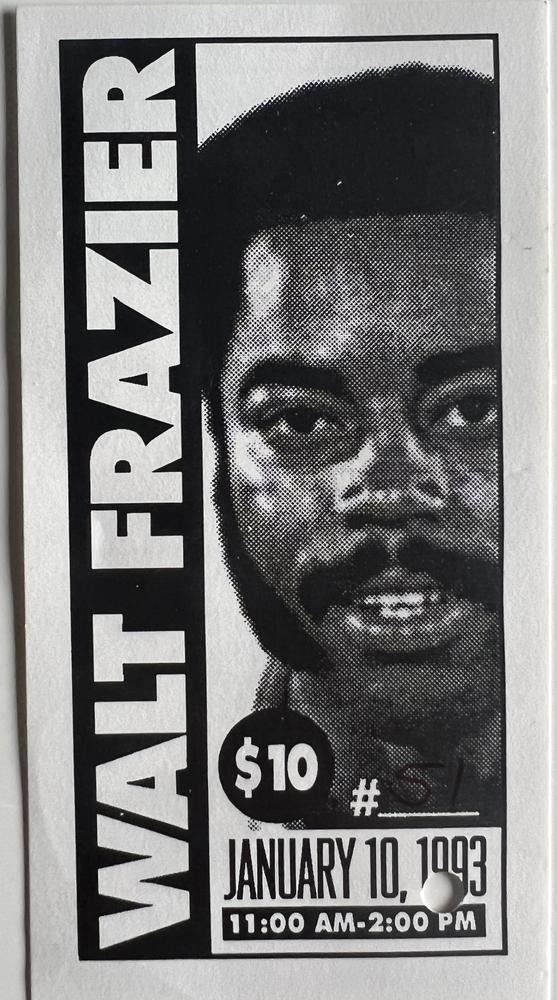 WALT FRAZIER
$10
# 51
JANUARY 10, 1993
11:00 AM-2:00 PM